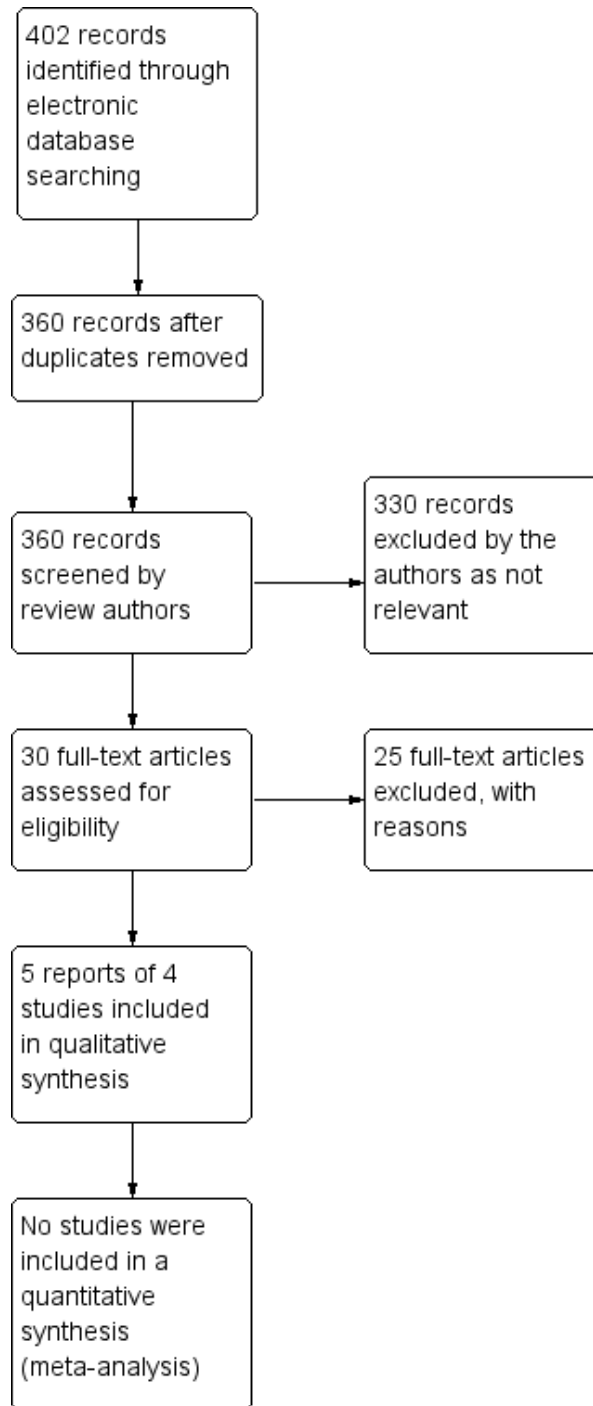 402 records
identified through
electronic
database
searching
360 records after
duplicates removed
360 records
screened by
review authors
330 records
excluded by the
authors as not
relevant
30 full-text articles
assessed for
eligibility
25 full-text articles
excluded, with
reasons
5 reports of 4
studies included
in qualitative
synthesis
No studies were
included in a
quantitative
synthesis
(meta-analysis)